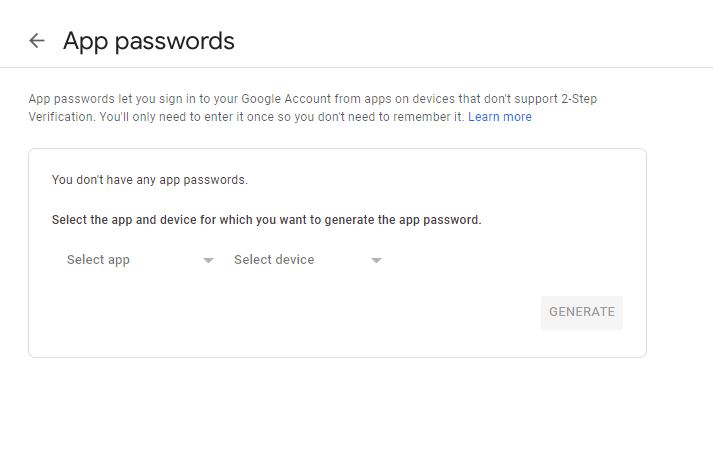 App passwords
App passwords let you sign in to your Google Account from apps on devices that don't support 2-Step
Verification. You'll only need to enter it once so you don't need to remember it. Learn more
You don't have any app passwords.
Select the app and device for which you want to generate the app password.
Select app Select device
GENERATE